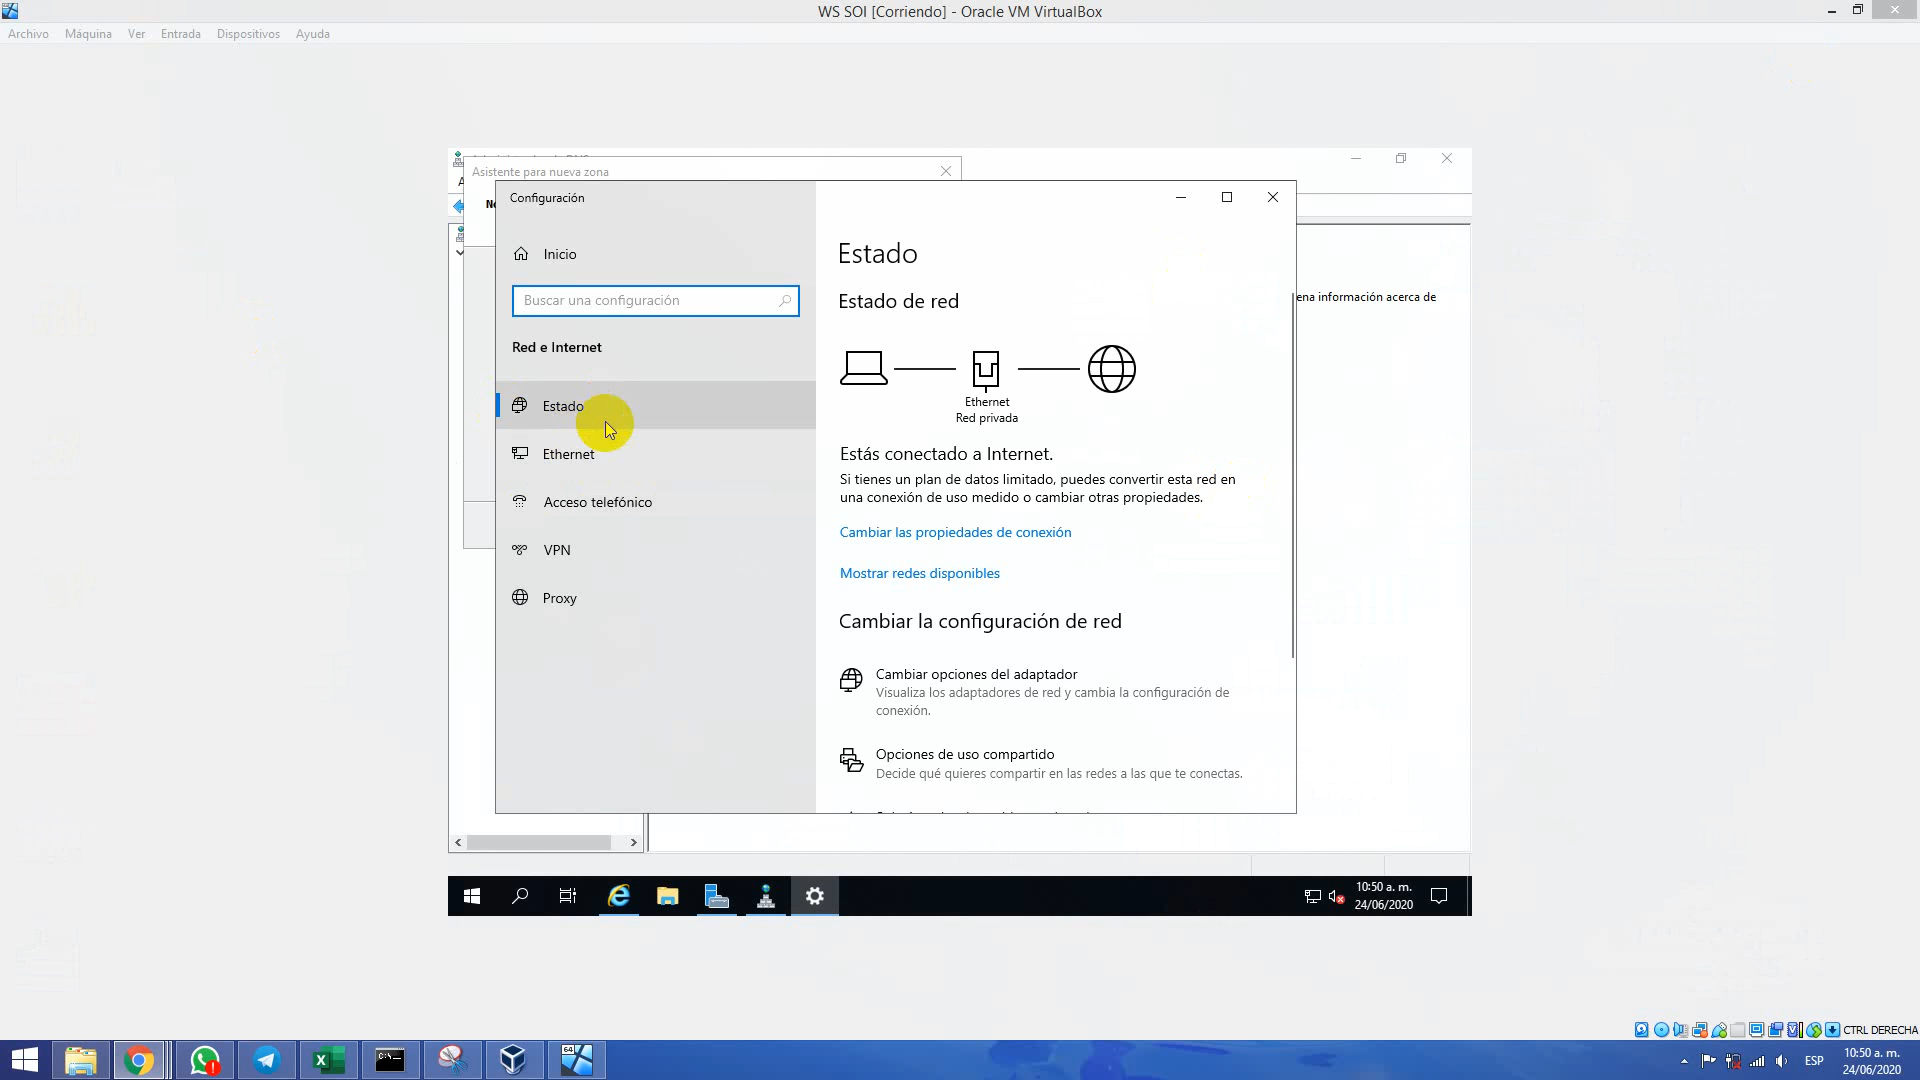 WS SOI [Corriendo] - Oracle VM VirtualBox
Archivo Máquina Ver Entrada Dispositivos Ayuda
Asistente para nueva zona
Configuración
Inicio
Buscar una configuración
Red e Internet
Estado
Ethernet
Acceso telefónico
VPN
Proxy
Estado
Estado de red
Ethernet
Red privada
Estás conectado a Internet.
Si tienes un plan de datos limitado, puedes convertir esta red en
una conexión de uso medido o cambiar otras propiedades.
Cambiar las propiedades de conexión
Mostrar redes disponibles
Cambiar la configuración de red
Cambiar opciones del adaptador
Visualiza los adaptadores de red y cambia la configuración de
conexión.
Opciones de uso compartido
Decide qué quieres compartir en las redes a las que te conectas.
ena información acerca de
10:50 a. m.
24/06/2020
CTRL DERECHA
64
ESP
10:50 a. m.
24/06/2020